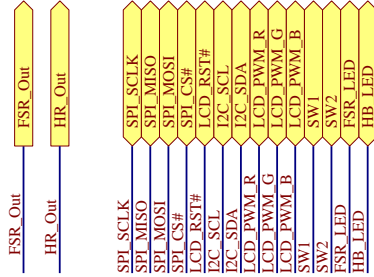 FSR_Out
HR_Out
SPI_SCLK
SPI_MISO
SPI_MOSI
SPI_CS#
LCD_RST#
I2C_SCL
I2C_SDA
LCD_PWM_R
LCD_PWM_G
LCD_PWM_B
SW1
SW2
FSR_LED
HB_LED
FSR_Out
HR_Out
SPI_SCLK
SPI_MISO
SPI_MOSI
SPI_CS#
LCD_RST#
I2C_SCL
I2C_SDA
LCD_PWM_R
LCD_PWM_G
LCD_PWM_B
SW1
SW2
FSR_LED
HB_LED